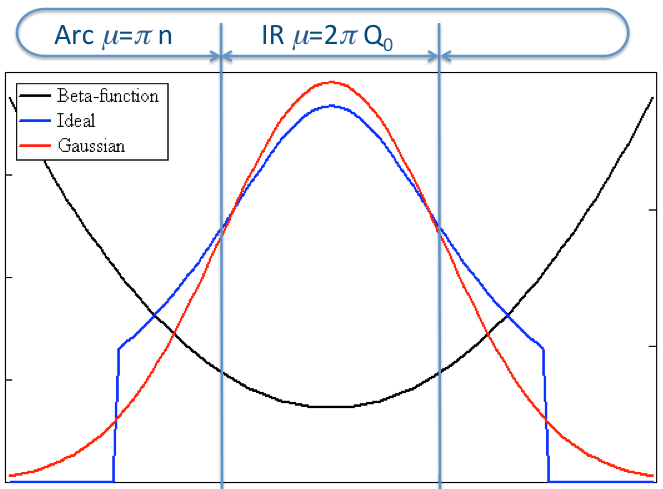 Arc μ=π n IR μ=2π Q₀
Beta-function
Ideal
Gaussian